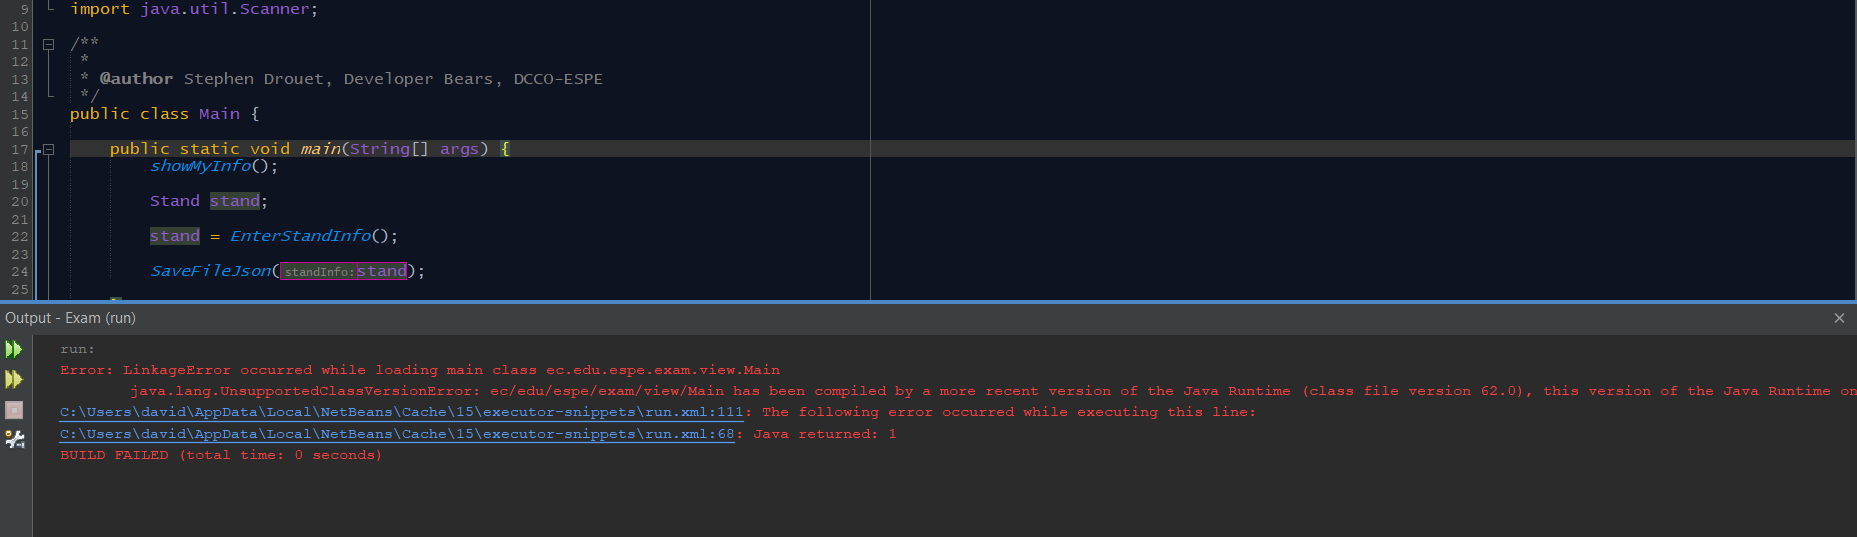 9 import java.util.Scanner;
10
11 /**
12 *
13 * @author Stephen Drouet, Developer Bears, DCCO-ESPE
14 */
15 public class Main {
16
17 public static void main(String[] args) {
18 showMyInfo();
19
20 Stand stand;
21
22 stand = EnterStandInfo();
23
24 SaveFileJson(standInfo:stand);
25
Output - Exam (run)
run:
Error: LinkageError occurred while loading main class ec.edu.espe.exam.view.Main
java.lang.UnsupportedClassVersionError: ec/edu/espe/exam/view/Main has been compiled by a more recent version of the Java Runtime (class file version 62.0), this version of the Java Runtime on
C:\Users\david\AppData\Local\NetBeans\Cache\15\executor-snippets\run.xml:111: The following error occurred while executing this line:
C:\Users\david\AppData\Local\NetBeans\Cache\15\executor-snippets\run.xml:68: Java returned: 1
BUILD FAILED (total time: 0 seconds)